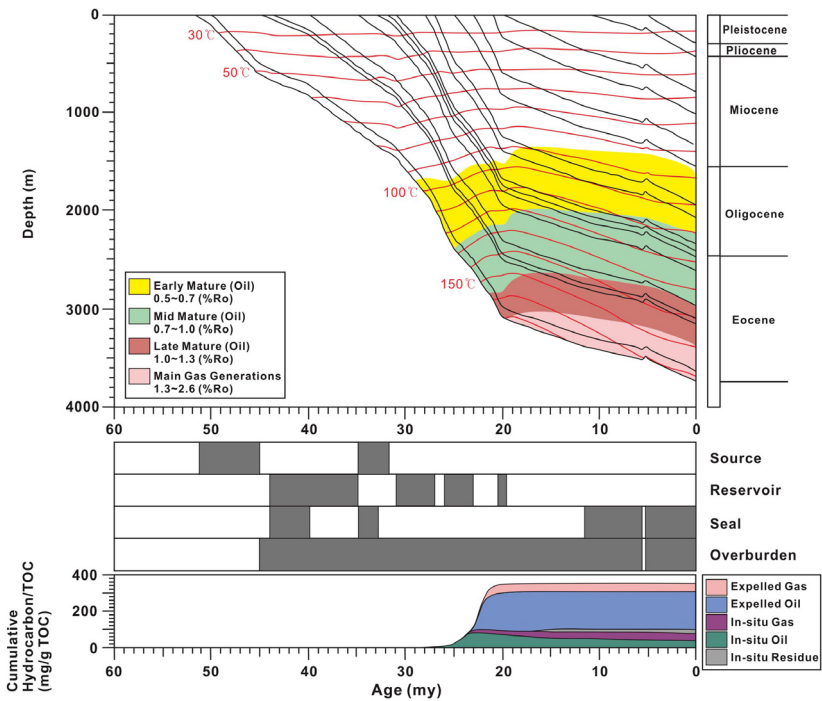 0
1000
2000
3000
4000
Depth (m)
30℃
50℃
100℃
150℃
Early Mature (Oil)
0.5~0.7 (%Ro)
Mid Mature (Oil)
0.7~1.0 (%Ro)
Late Mature (Oil)
1.0~1.3 (%Ro)
Main Gas Generations
1.3~2.6 (%Ro)
Pleistocene
Pliocene
Miocene
Oligocene
Eocene
60 50 40 30 20 10 0
Source
Reservoir
Seal
Overburden
Cumulative
Hydrocarbon/TOC
(mg/g TOC)
400
200
0
Expelled Gas
Expelled Oil
In-situ Gas
In-situ Oil
In-situ Residue
60 50 40 30 20 10 0
Age (my)